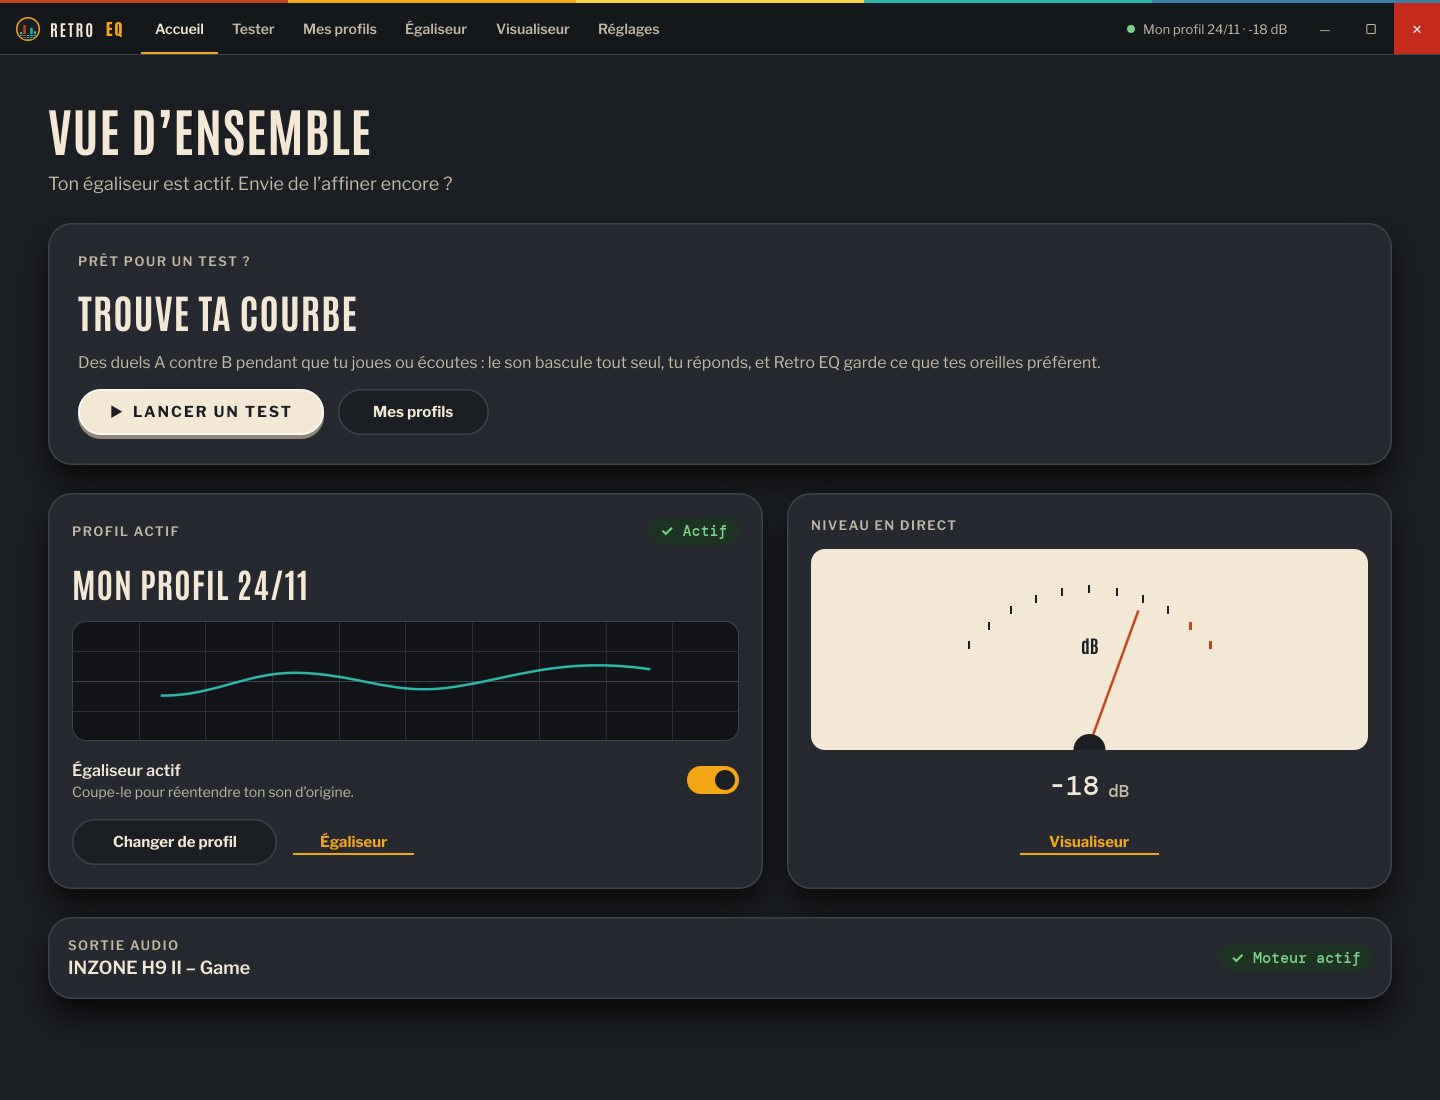 RETRO EQ
Accueil
Tester
Mes profils
Égaliseur
Visualiseur
Réglages
Mon profil 24/11 · -18 dB
VUE D’ENSEMBLE
Ton égaliseur est actif. Envie de l’affiner encore ?
PRÊT POUR UN TEST ?
TROUVE TA COURBE
Des duels A contre B pendant que tu joues ou écoutes : le son bascule tout seul, tu réponds, et Retro EQ garde ce que tes oreilles préfèrent.
LANCER UN TEST
Mes profils
PROFIL ACTIF
Actif
MON PROFIL 24/11
Égaliseur actif
Coupe-le pour réentendre ton son d’origine.
Changer de profil
Égaliseur
NIVEAU EN DIRECT
dB
-18 dB
Visualiseur
SORTIE AUDIO
INZONE H9 II – Game
Moteur actif